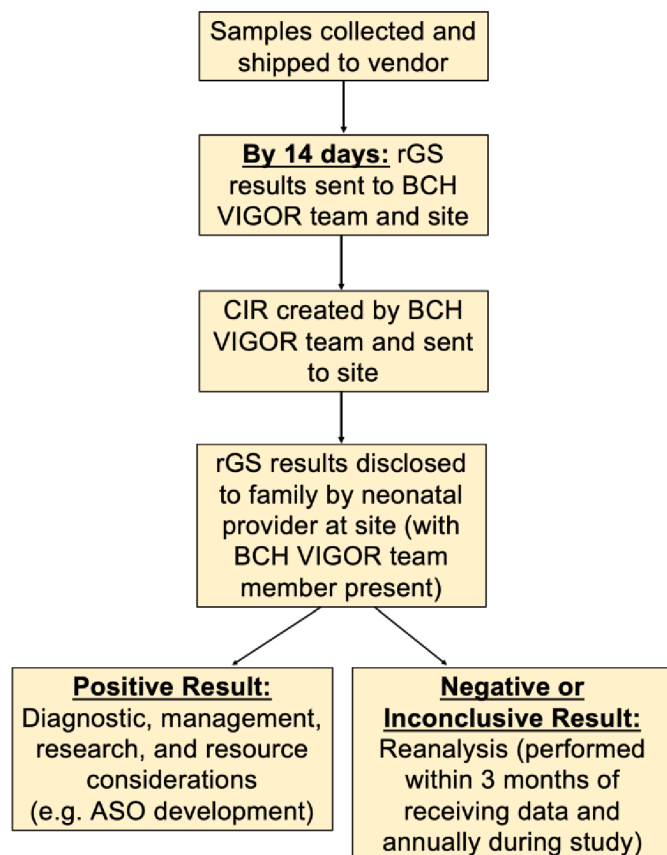 Samples collected and
shipped to vendor
By 14 days: rGS
results sent to BCH
VIGOR team and site
CIR created by BCH
VIGOR team and sent
to site
rGS results disclosed
to family by neonatal
provider at site (with
BCH VIGOR team
member present)
Positive Result:
Diagnostic, management,
research, and resource
considerations
(e.g. ASO development)
Negative or
Inconclusive Result:
Reanalysis (performed
within 3 months of
receiving data and
annually during study)